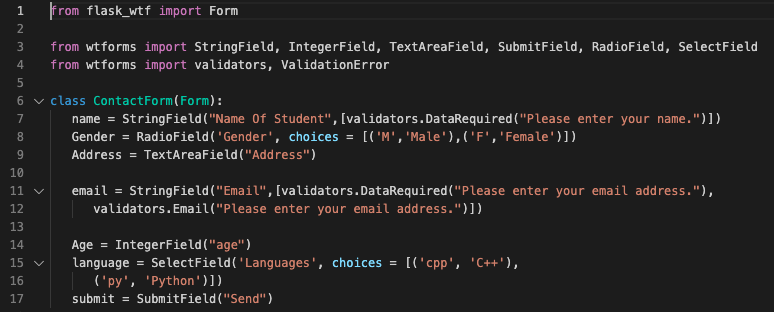 1 from flask_wtf import Form
2
3 from wtforms import StringField, IntegerField, TextAreaField, SubmitField, RadioField, SelectField
4 from wtforms import validators, ValidationError
5
6 class ContactForm(Form):
7 name = StringField("Name Of Student",[validators.DataRequired("Please enter your name.")])
8 Gender = RadioField('Gender', choices = [('M','Male'),('F','Female')])
9 Address = TextAreaField("Address")
10
11 email = StringField("Email",[validators.DataRequired("Please enter your email address."),
12 validators.Email("Please enter your email address.")])
13
14 Age = IntegerField("age")
15 language = SelectField('Languages', choices = [('cpp', 'C++'),
16 ('py', 'Python')])
17 submit = SubmitField("Send")